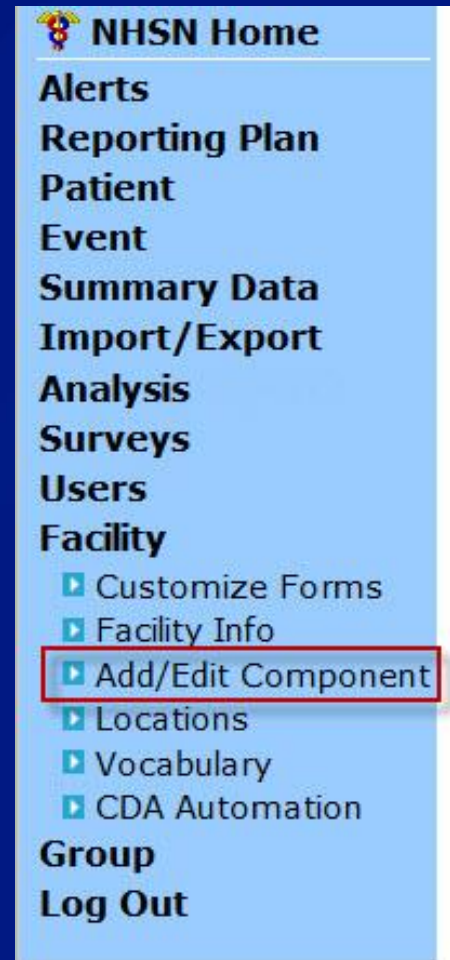 NHSN Home
Alerts
Reporting Plan
Patient
Event
Summary Data
Import/Export
Analysis
Surveys
Users
Facility
Customize Forms
Facility Info
Add/Edit Component
Locations
Vocabulary
CDA Automation
Group
Log Out